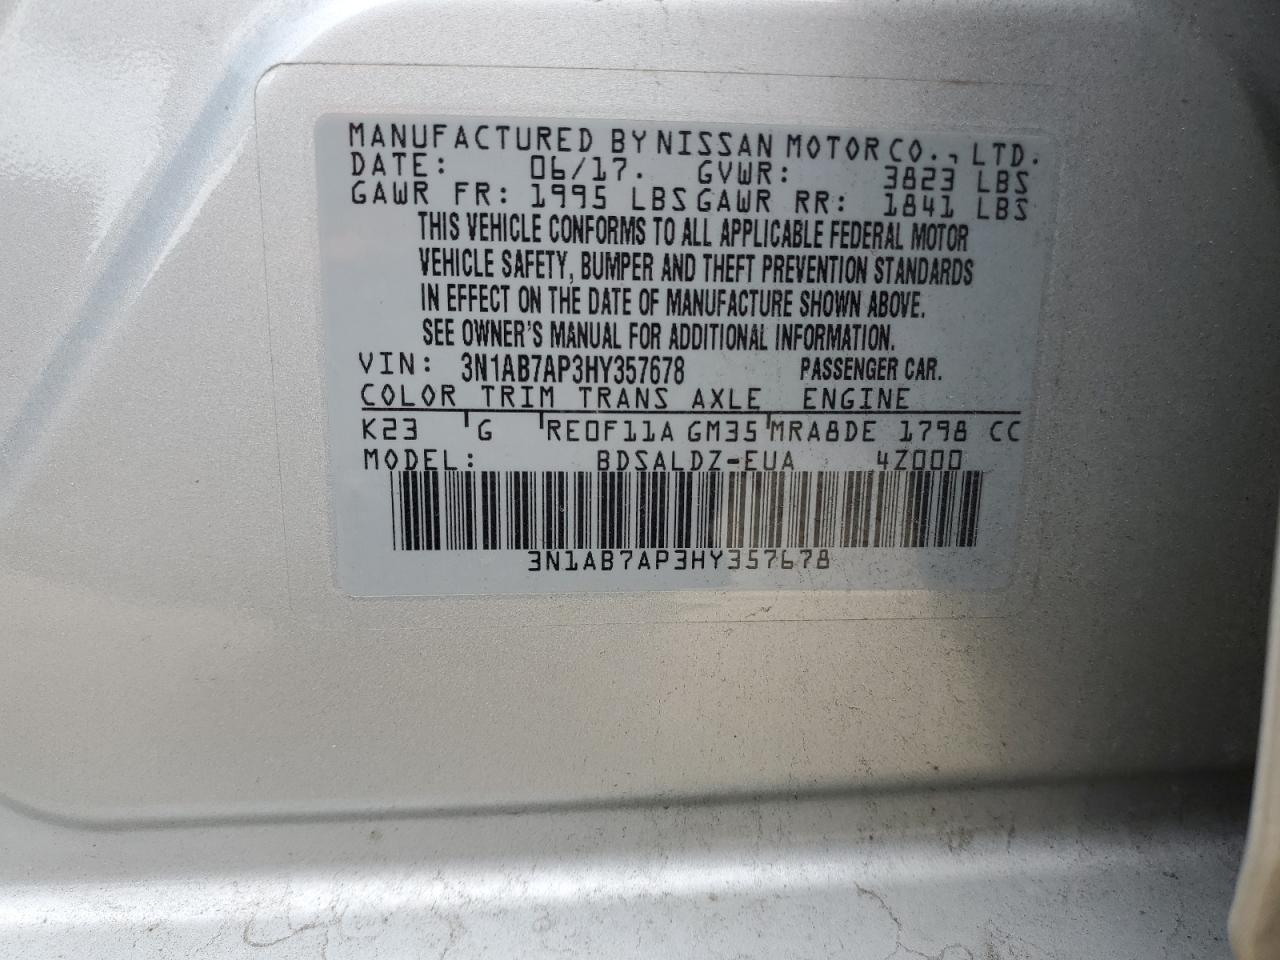 MANUFACTURED BY NISSAN MOTOR CO., LTD.
DATE: 06/17. GVWR: 3823 LBS
GAWR FR: 1995 LBS GAWR RR: 1841 LBS
THIS VEHICLE CONFORMS TO ALL APPLICABLE FEDERAL MOTOR
VEHICLE SAFETY, BUMPER AND THEFT PREVENTION STANDARDS
IN EFFECT ON THE DATE OF MANUFACTURE SHOWN ABOVE.
SEE OWNER'S MANUAL FOR ADDITIONAL INFORMATION.
VIN: 3N1AB7AP3HY357678 PASSENGER CAR.
COLOR TRIM TRANS AXLE ENGINE
K23 G RE0F11A GM35 MRA8DE 1798 CC
MODEL: BDSALDZ-EUA 4Z000
3N1AB7AP3HY357678